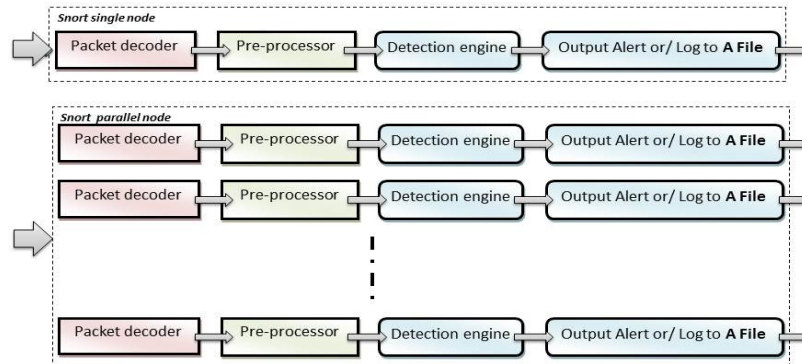 Snort single node
Packet decoder Pre-processor Detection engine Output Alert or/ Log to A File
Snort parallel node
Packet decoder Pre-processor Detection engine Output Alert or/ Log to A File
Packet decoder Pre-processor Detection engine Output Alert or/ Log to A File
Packet decoder Pre-processor Detection engine Output Alert or/ Log to A File